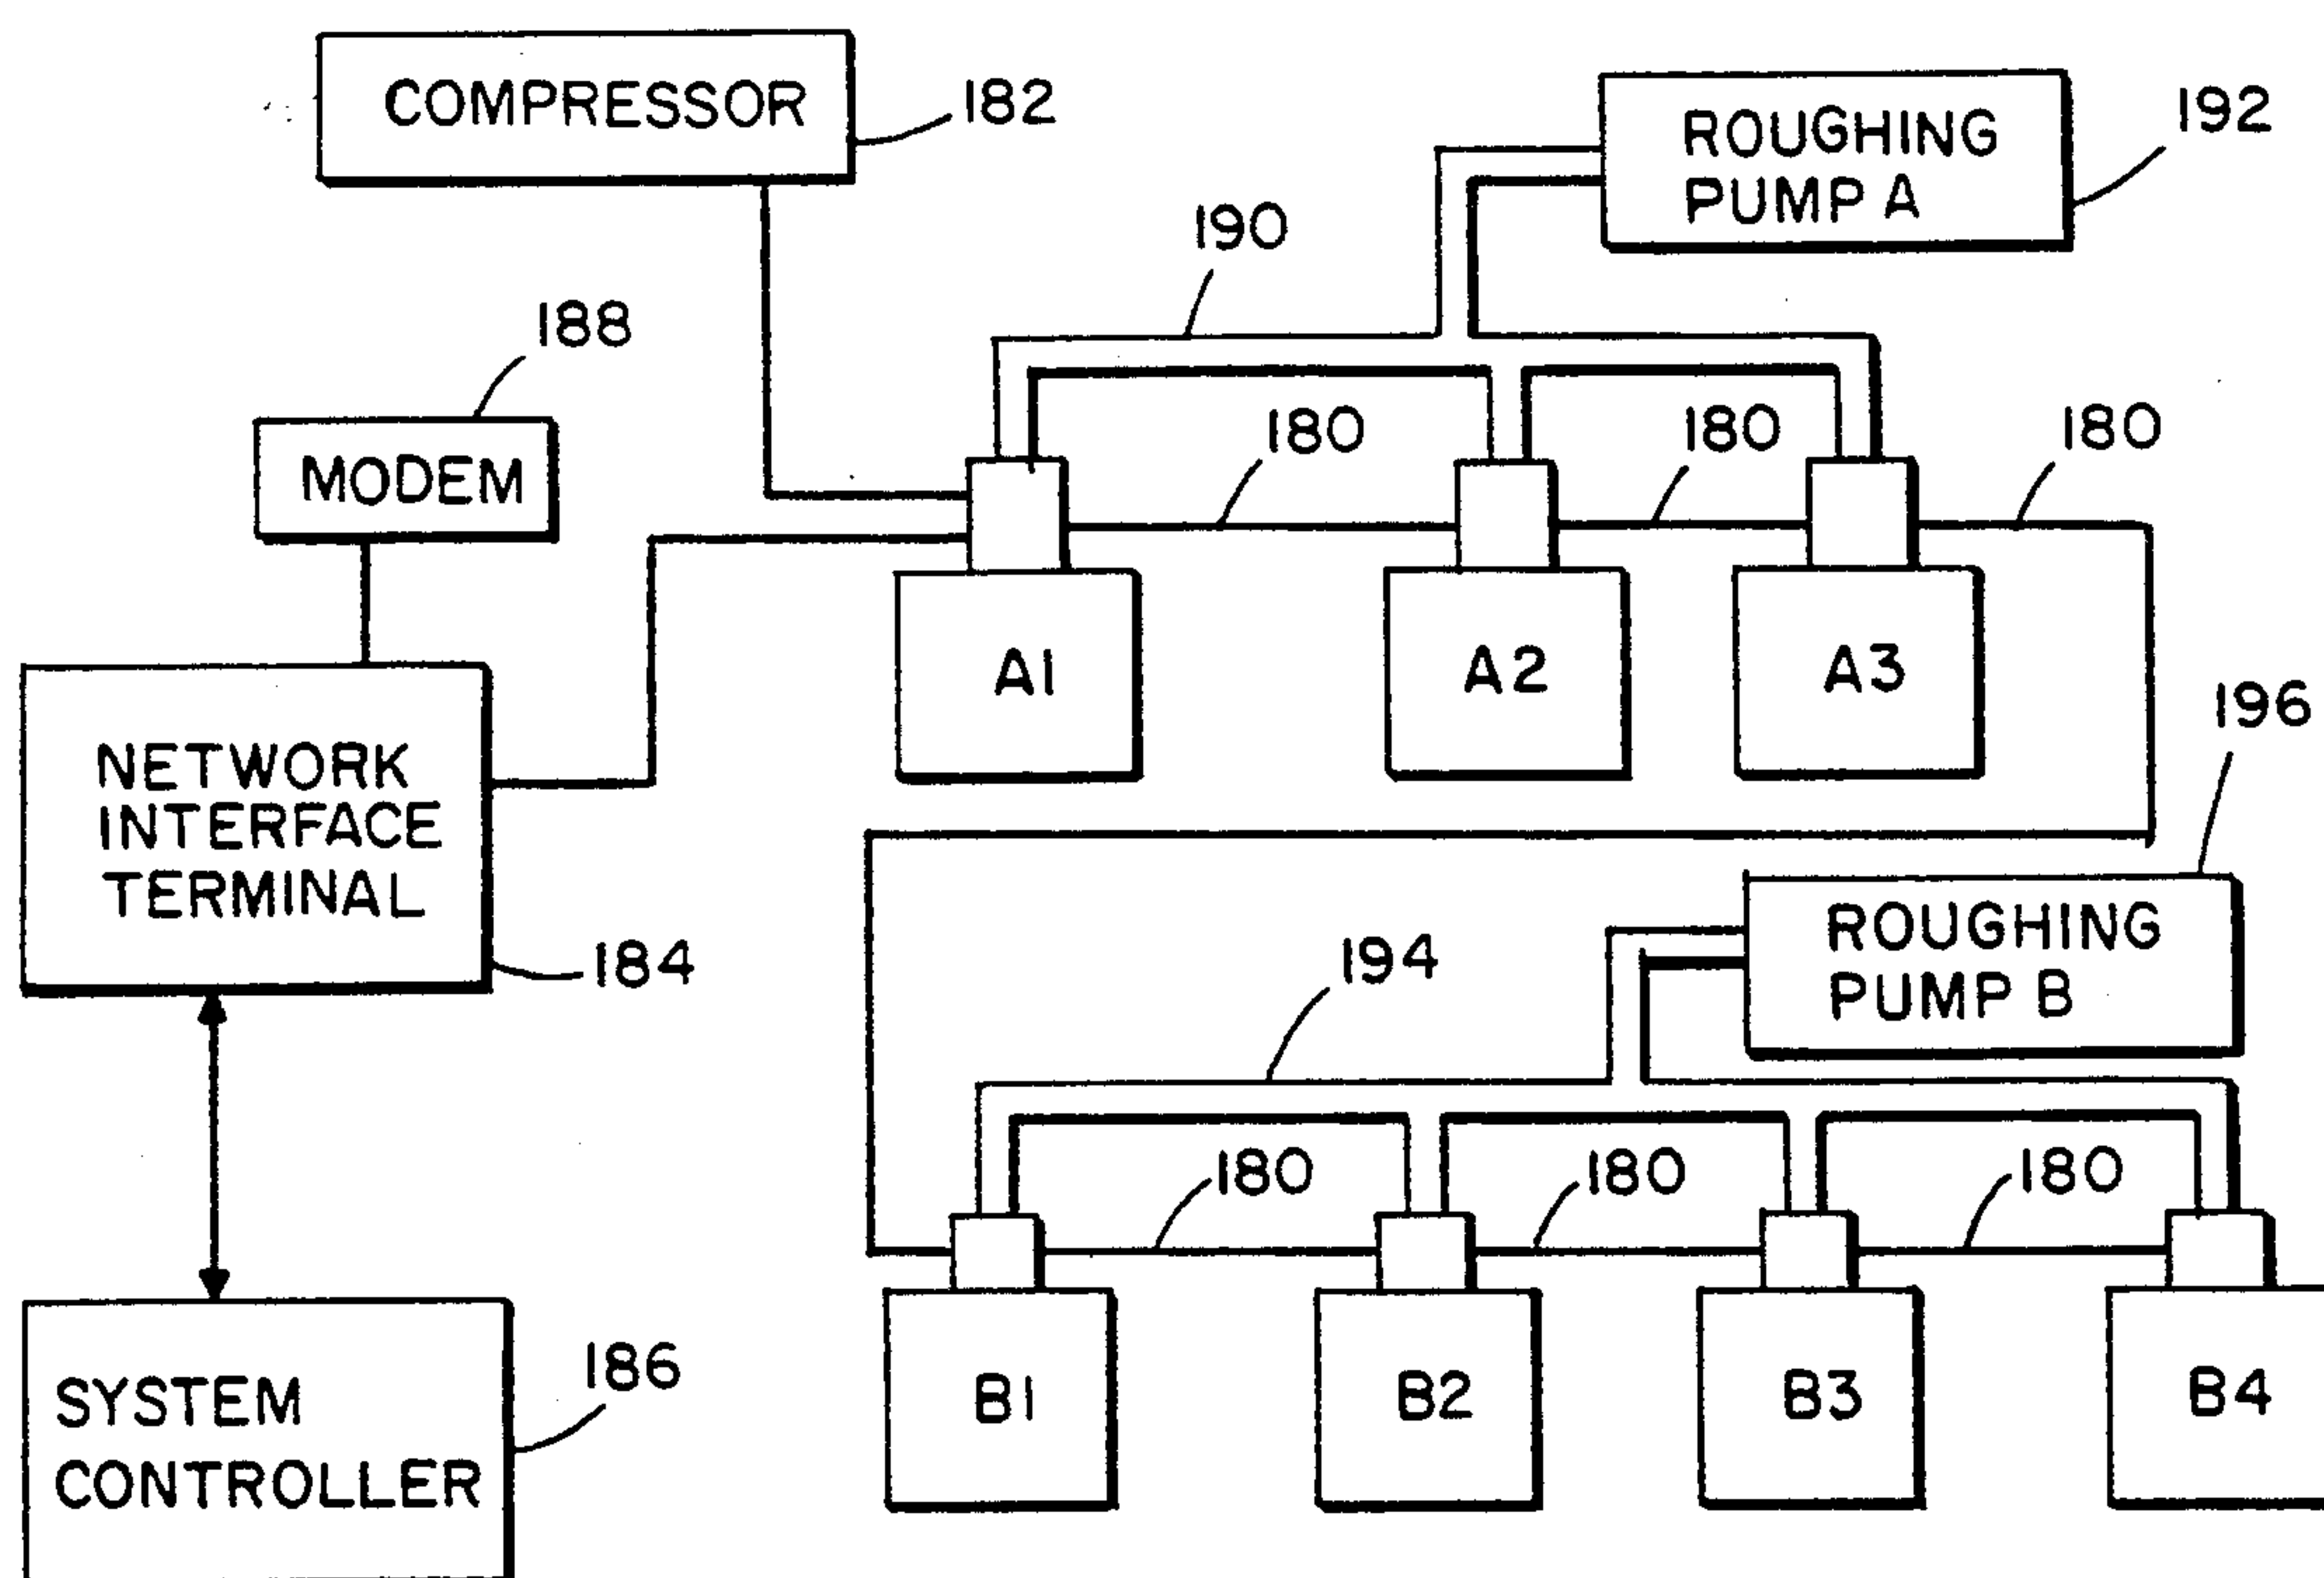 COMPRESSOR
182
ROUGHING
PUMP A
192
190
188
MODEM
180
180
180
A1
A2
A3
NETWORK
INTERFACE
TERMINAL
184
196
ROUGHING
PUMP B
194
180
180
180
B1
B2
B3
B4
SYSTEM
CONTROLLER
186